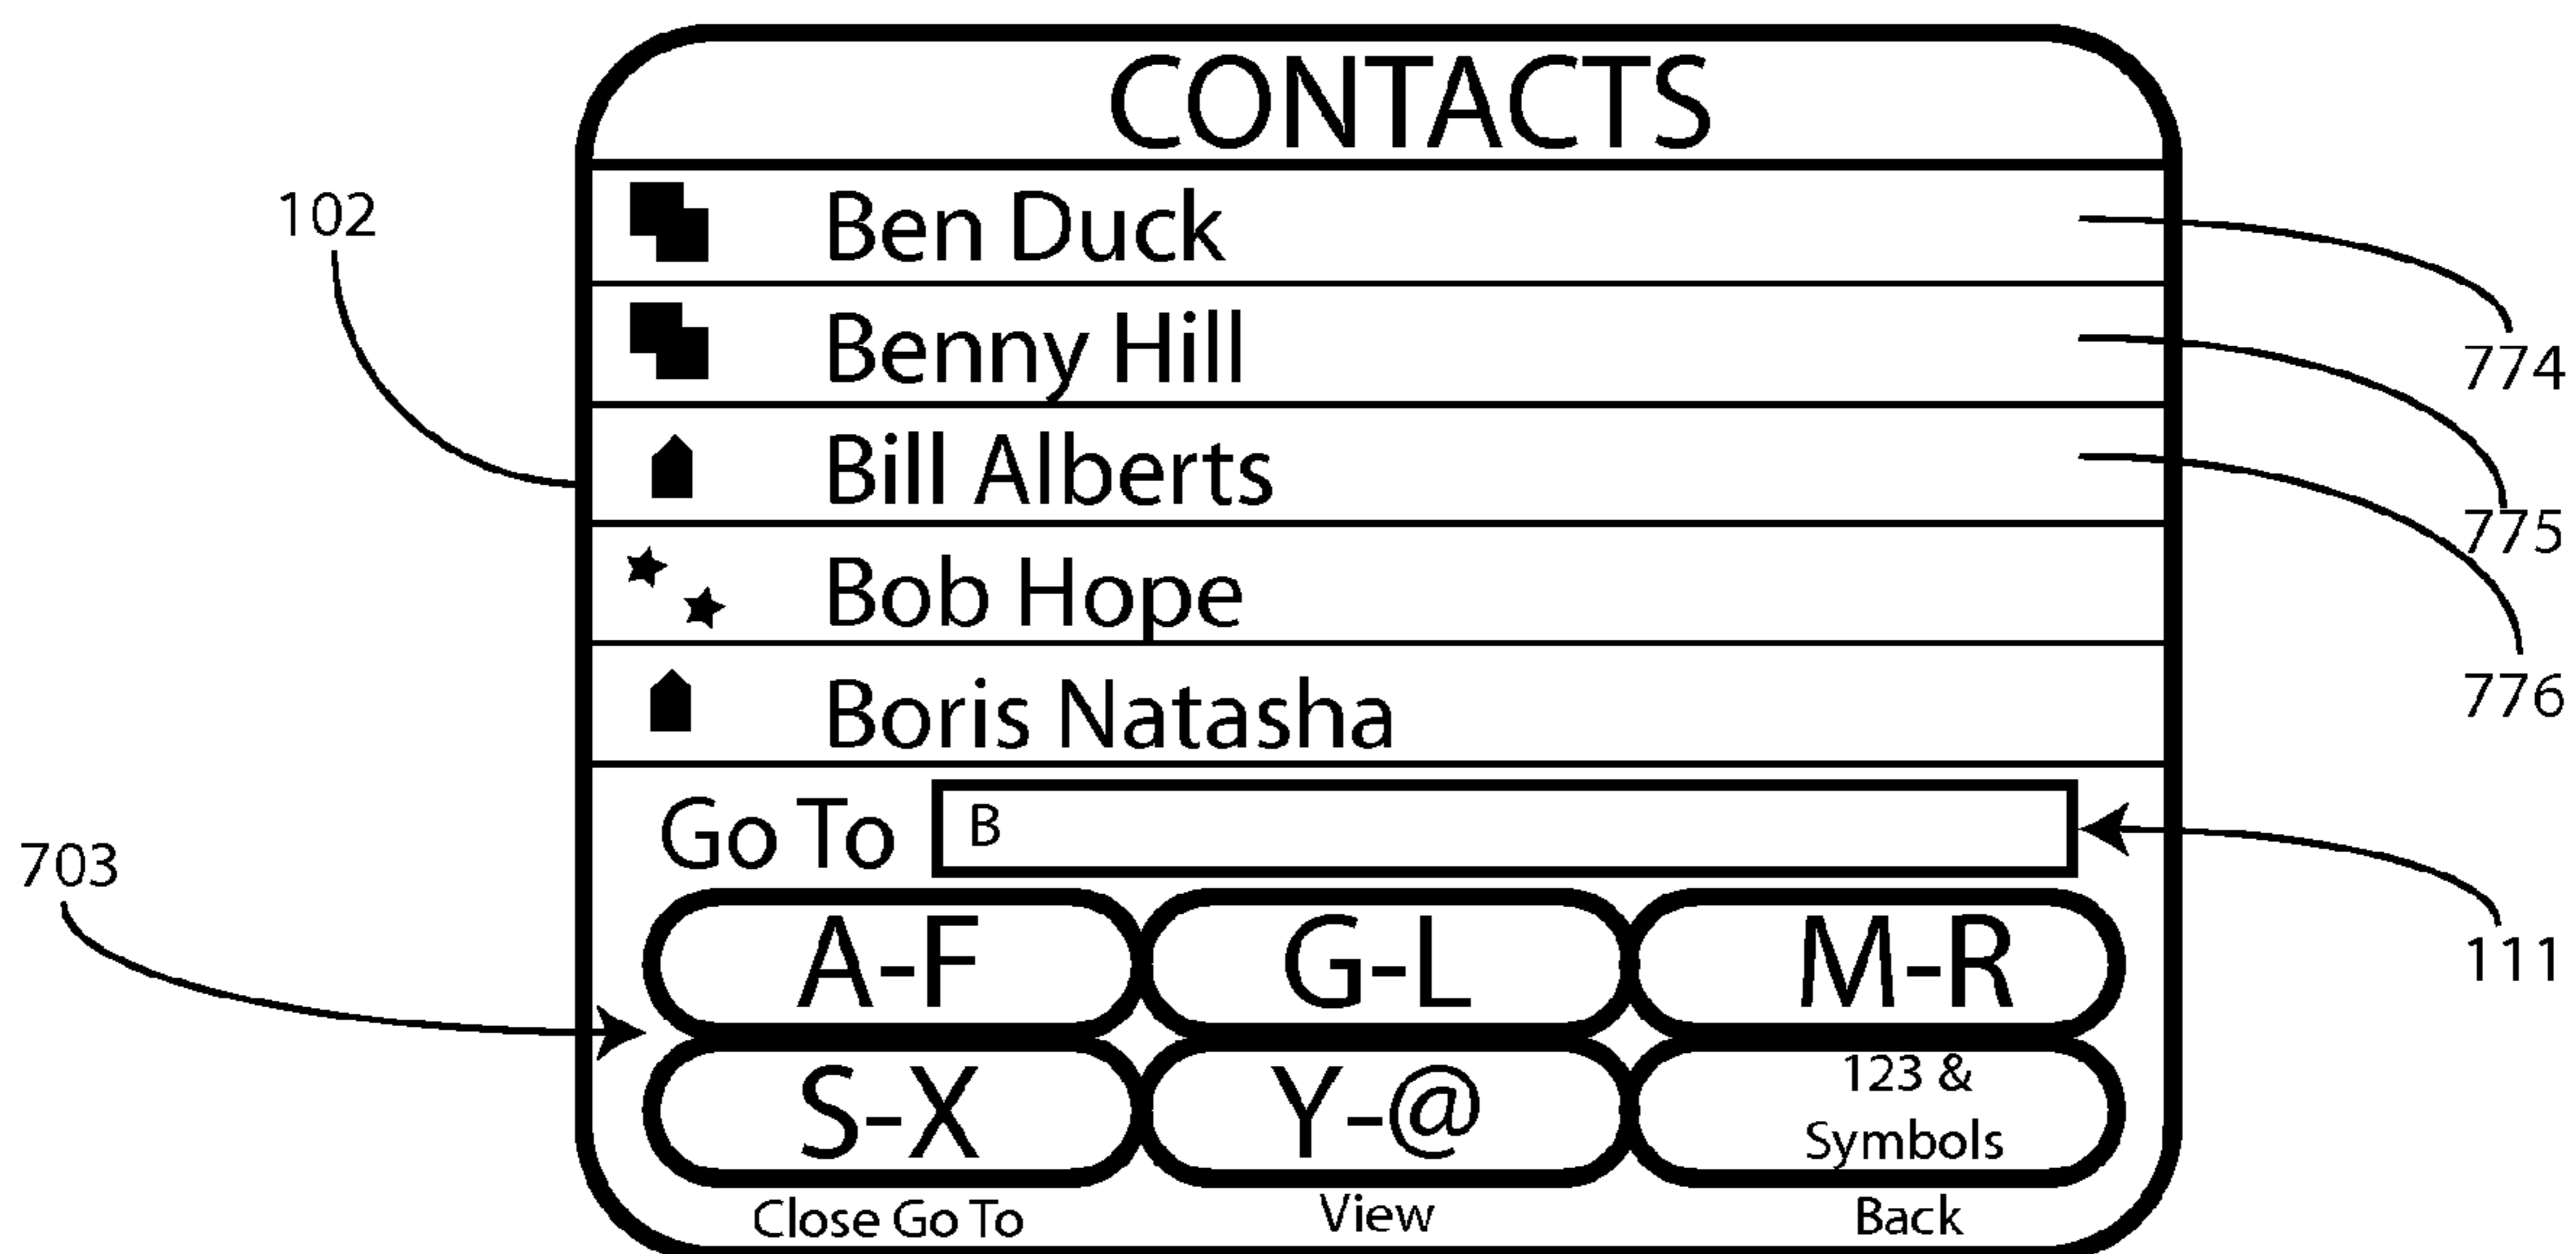 CONTACTS
102
Ben Duck
774
Benny Hill
775
Bill Alberts
Bob Hope
776
Boris Natasha
703
Go To B
111
A-F G-L M-R
S-X Y-@ 123 &
Symbols
Close Go To View Back